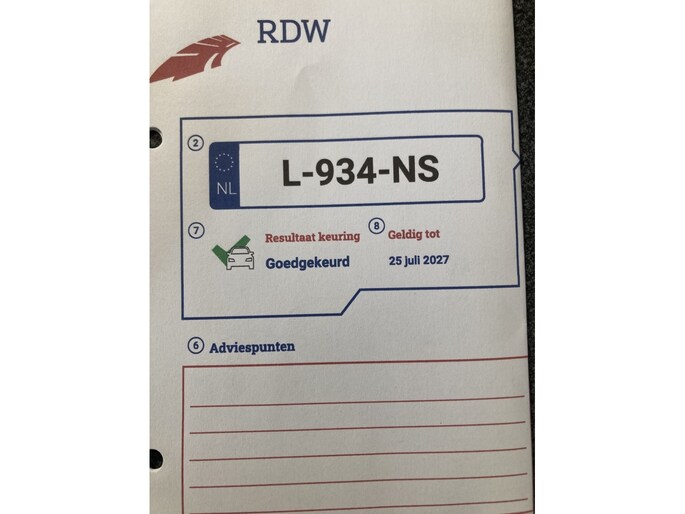 RDW
2
NL
L-934-NS
7
Resultaat keuring
Goedgekeurd
8
Geldig tot
25 juli 2027
6
Adviespunten